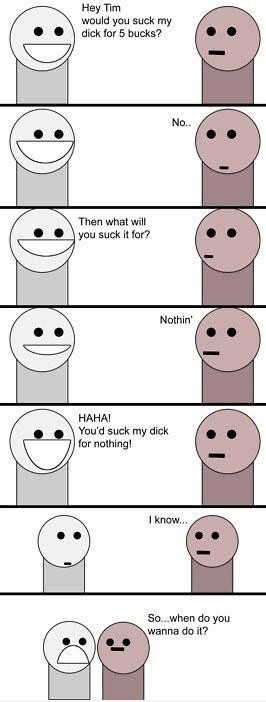 Hey Tim
would you suck my
dick for 5 bucks?
No..
Then what will
you suck it for?
Nothin'
HAHA!
You'd suck my dick
for nothing!
I know...
So...when do you
wanna do it?